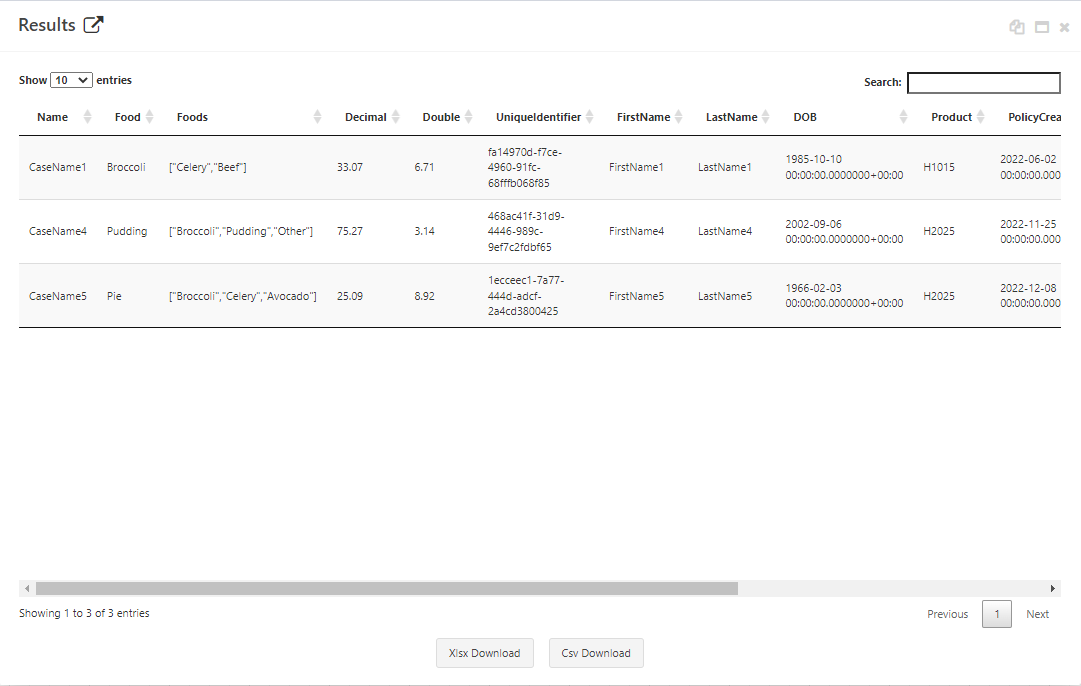 Results
Show 10 entries
Search:
Name Food Foods Decimal Double UniqueIdentifier FirstName LastName DOB Product PolicyCrea
CaseName1 Broccoli ["Celery","Beef"] 33.07 6.71 fa14970d-f7ce-4960-91fc-68fffb068f85 FirstName1 LastName1 1985-10-10 00:00:00.0000000+00:00 H1015 2022-06-02 00:00:00.000
CaseName4 Pudding ["Broccoli","Pudding","Other"] 75.27 3.14 468ac41f-31d9-4446-989c-9ef7c2fdbf65 FirstName4 LastName4 2002-09-06 00:00:00.0000000+00:00 H2025 2022-11-25 00:00:00.000
CaseName5 Pie ["Broccoli","Celery","Avocado"] 25.09 8.92 1ecceec1-7a77-444d-adcf-2a4cd3800425 FirstName5 LastName5 1966-02-03 00:00:00.0000000+00:00 H2025 2022-12-08 00:00:00.000
Showing 1 to 3 of 3 entries
Previous 1 Next
Xlsx Download Csv Download